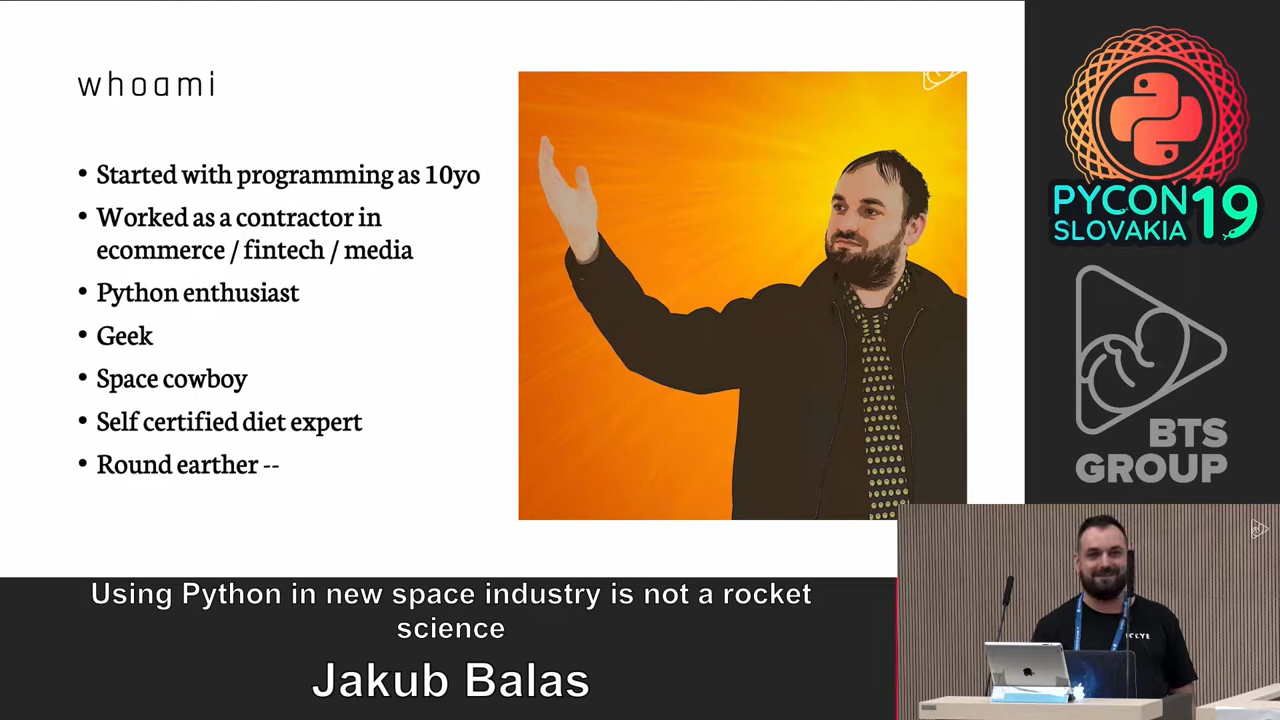 whoami
• Started with programming as 10yo
• Worked as a contractor in
ecommerce / fintech / media
• Python enthusiast
• Geek
• Space cowboy
• Self certified diet expert
• Round earther --
PYCON
SLOVAKIA
19
BTS
GROUP
Using Python in new space industry is not a rocket
science
Jakub Balas